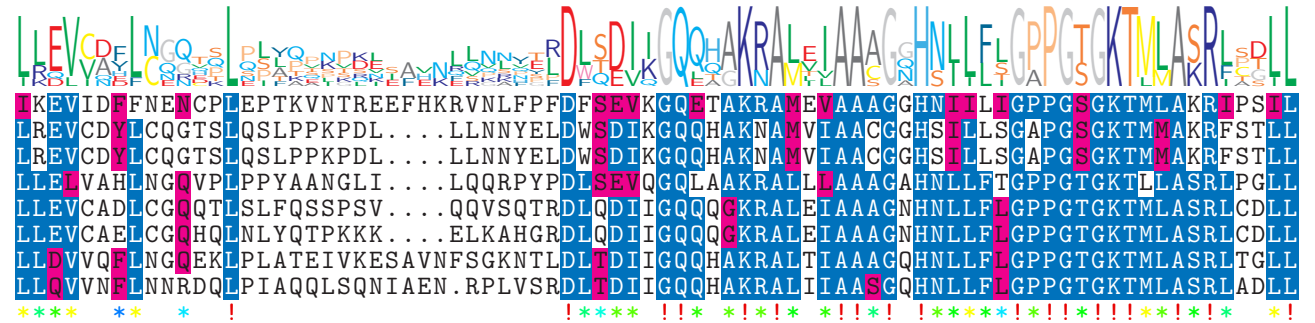 IKEVIDFFNENCPLEPTKVNTREEFHKRVNLFPFDFSEVKGQETAKRAMEVAAAGGHNIILIGPPGSGKTMLAKRIPSIL
LREVCDYLCQGTSLQSLPPKPDL....LLNNYELDWSDIKGQQHAKNAMVIAACGGHSILLSGAPGSGKTMMAKRFSTLL
LREVCDYLCQGTSLQSLPPKPDL....LLNNYELDWSDIKGQQHAKNAMVIAACGGHSILLSGAPGSGKTMMAKRFSTLL
LLELVAHLNGQVPLPPYAANGLI....LQQRPYPDLSEVQGQLAAKRALLLAAAGAHNLLFTGPPGTGKTLLASRLPGLL
LLEVCADLCGQQTLSLFQSSPSV....QQVSQTRDLQDIIGQQQGKRALEIAAAGNHNLLFLGPPGTGKTMLASRLCDLL
LLEVCAELCGQHQLNLYQTPKKK....ELKAHGRDLQDIIGQQQGKRALEIAAAGNHNLLFLGPPGTGKTMLASRLCDLL
LLDVVQFLNGQEKLPLATEIVKESAVNFSGKNTLDLTDIIGQQHAKRALTIAAAGQHNLLFLGPPGTGKTMLASRLTGLL
LLQVVNFLNNRDQLPIAQQLSQNIAEN.RPLVSRDLTDIIGQQHAKRALIIAASGQHNLLFLGPPGTGKTMLASRLADLL